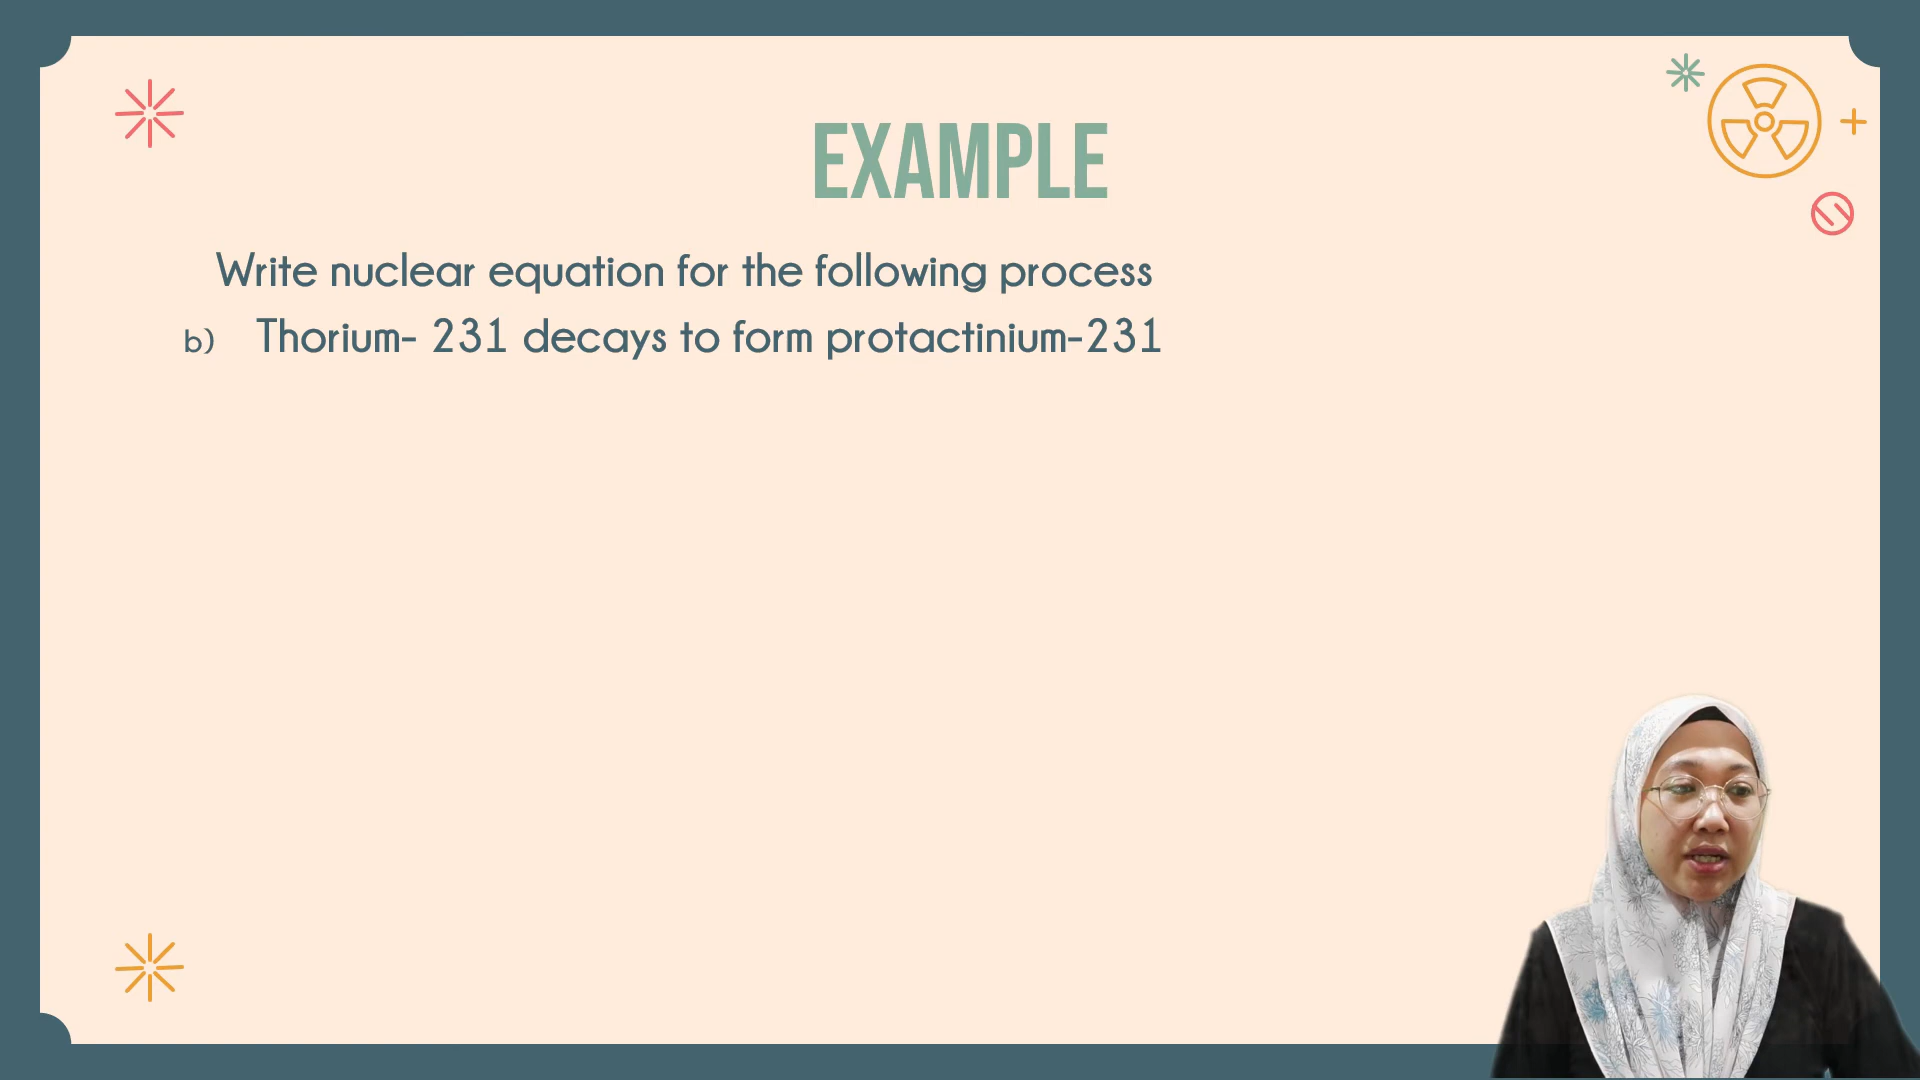 EXAMPLE
Write nuclear equation for the following process
b) Thorium- 231 decays to form protactinium-231